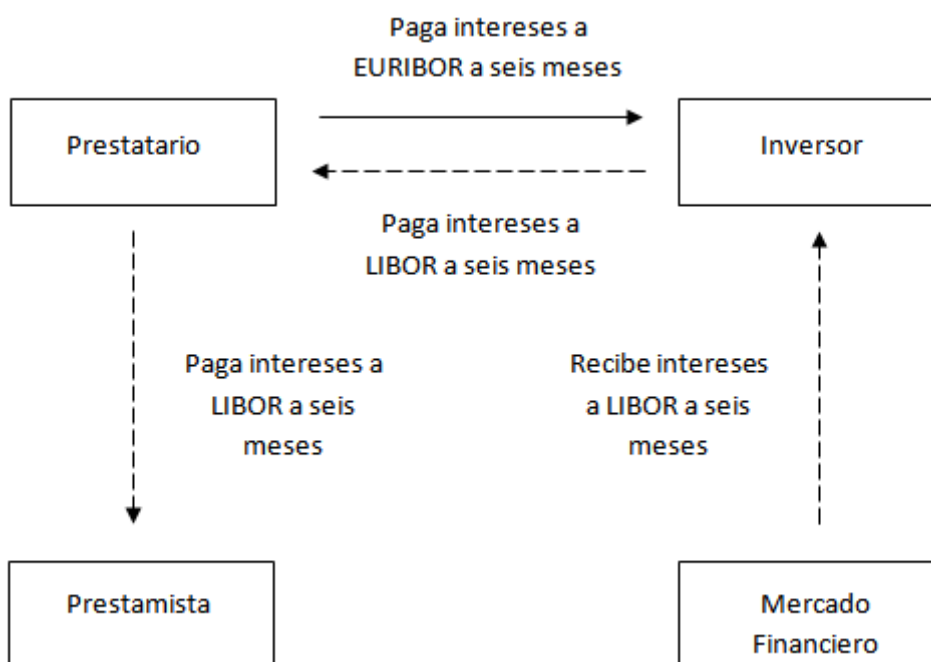 Paga intereses a
EURIBOR a seis meses
Prestatario
Inversor
Paga intereses a
LIBOR a seis meses
Paga intereses a
LIBOR a seis
meses
Recibe intereses
a LIBOR a seis
meses
Prestamista
Mercado
Financiero